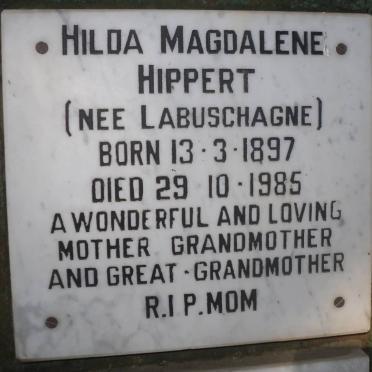 HILDA MAGDALENE
HIPPERT
(NEE LABUSCHAGNE)
BORN 13·3·1897
DIED 29 10·1985
A WONDERFUL AND LOVING
MOTHER GRANDMOTHER
AND GREAT-GRANDMOTHER
R.I P. MOM